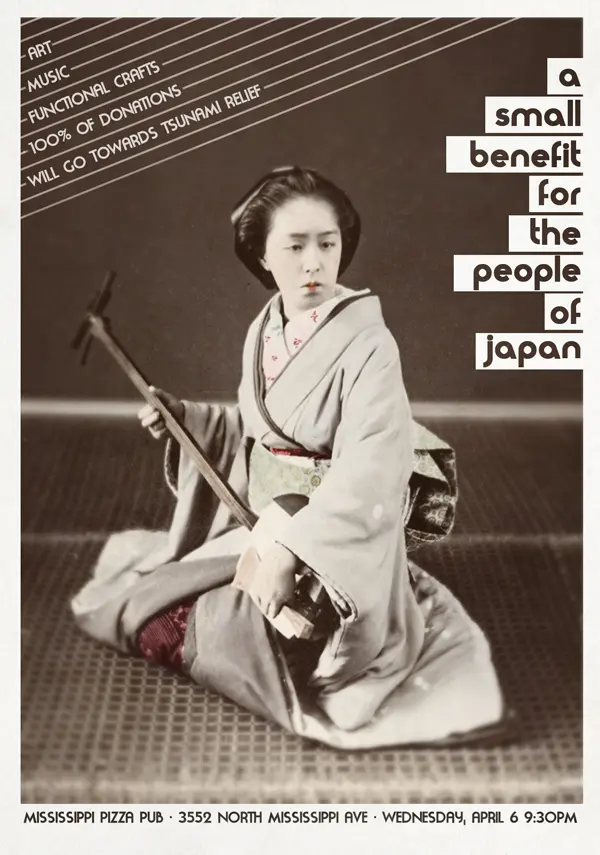 ART
MUSIC
FUNCTIONAL CRAFTS
100% OF DONATIONS
WILL GO TOWARDS TSUNAMI RELIEF
a
small
benefit
for
the
people
of
japan
MISSISSIPPI PIZZA PUB · 3552 NORTH MISSISSIPPI AVE · WEDNESDAY, APRIL 6 9:30PM